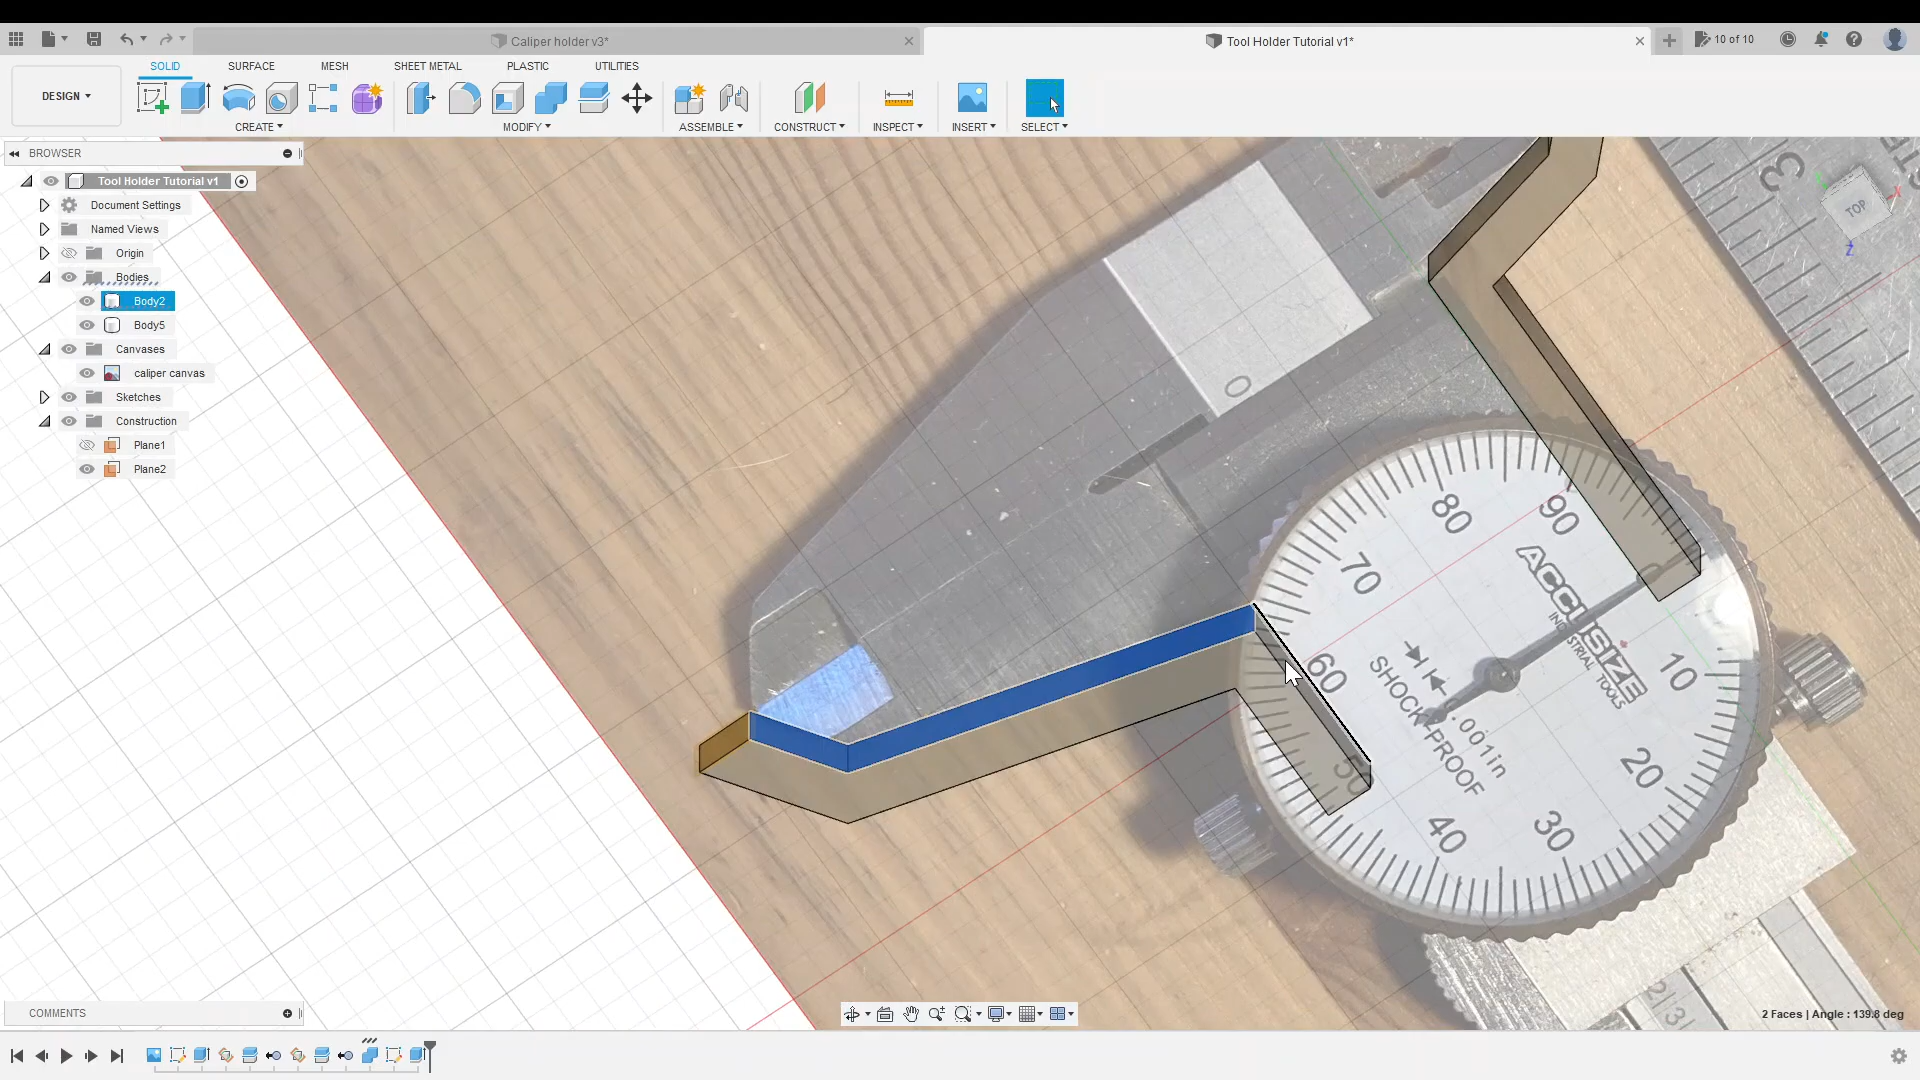 Caliper holder v3*
Tool Holder Tutorial v1*
10 of 10
DESIGN
SOLID
SURFACE
MESH
SHEET METAL
PLASTIC
UTILITIES
CREATE
MODIFY
ASSEMBLE
CONSTRUCT
INSPECT
INSERT
SELECT
BROWSER
Tool Holder Tutorial v1
Document Settings
Named Views
Origin
Bodies
Body2
Body5
Canvases
caliper canvas
Sketches
Construction
Plane1
Plane2
TOP
X
Z
3
0
90
80
70
60
50
40
30
20
10
ACCUSIZE
INDUSTRIAL TOOLS
SHOCK PROOF
.001in
COMMENTS
2 Faces | Angle : 139.8 deg